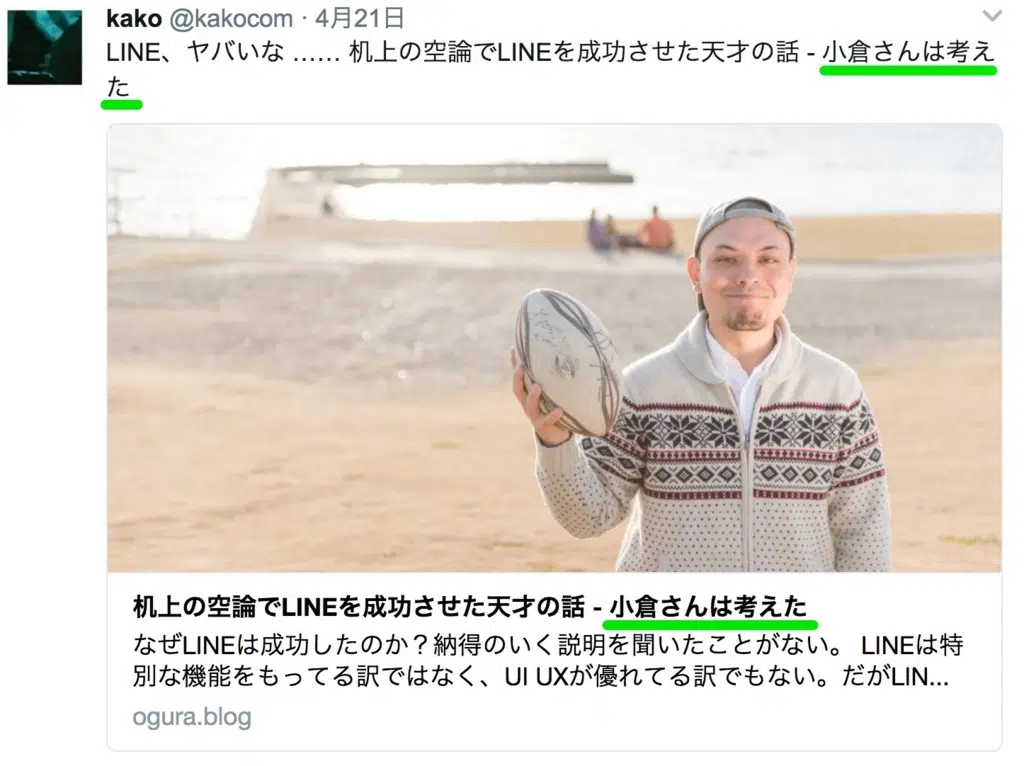 kako @kakocom · 4月21日
LINE、ヤバいな …… 机上の空論でLINEを成功させた天才の話 - 小倉さんは考え
た
机上の空論でLINEを成功させた天才の話 - 小倉さんは考えた
なぜLINEは成功したのか？納得のいく説明を聞いたことがない。 LINEは特
別な機能をもってる訳ではなく、UI UXが優れてる訳でもない。だがLIN...
ogura.blog